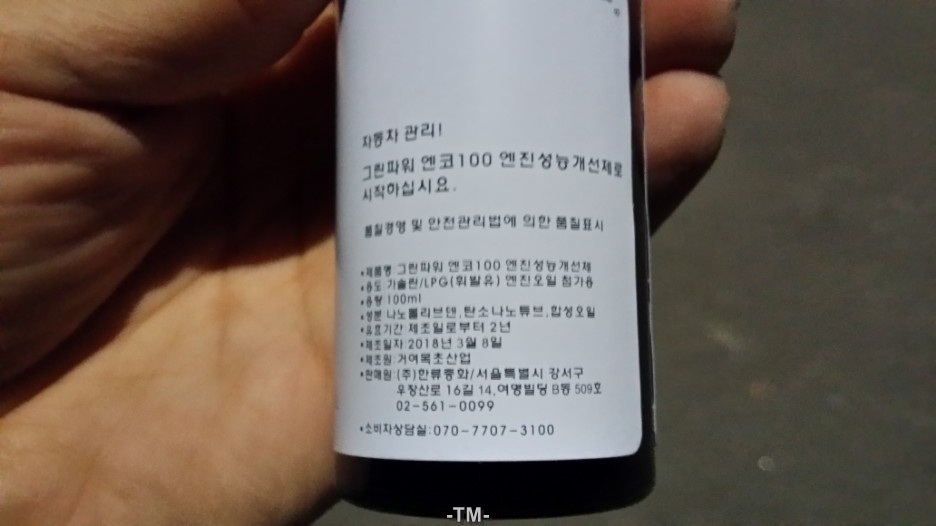 자동차 관리!
그린파워 엔코100 엔진성능개선제로
시작하십시요.
품질경영 및 안전관리법에 의한 품질표시
•제품명 그린파워 엔코100 엔진성능개선제
•용도 가솔린/LPG(휘발유) 엔진오일 첨가용
•용량 100ml
•성분 나노몰리브덴,탄소나노튜브,합성오일
•유효기간 제조일로부터 2년
•제조일자 2018년 3월 8일
•제조원 거여목초산업
•판매원 (주)한류중화/서울특별시 강서구
우장산로 16길 14,여명빌딩 B동 509호
02-561-0099
•소비자상담실:070-7707-3100
-TM-